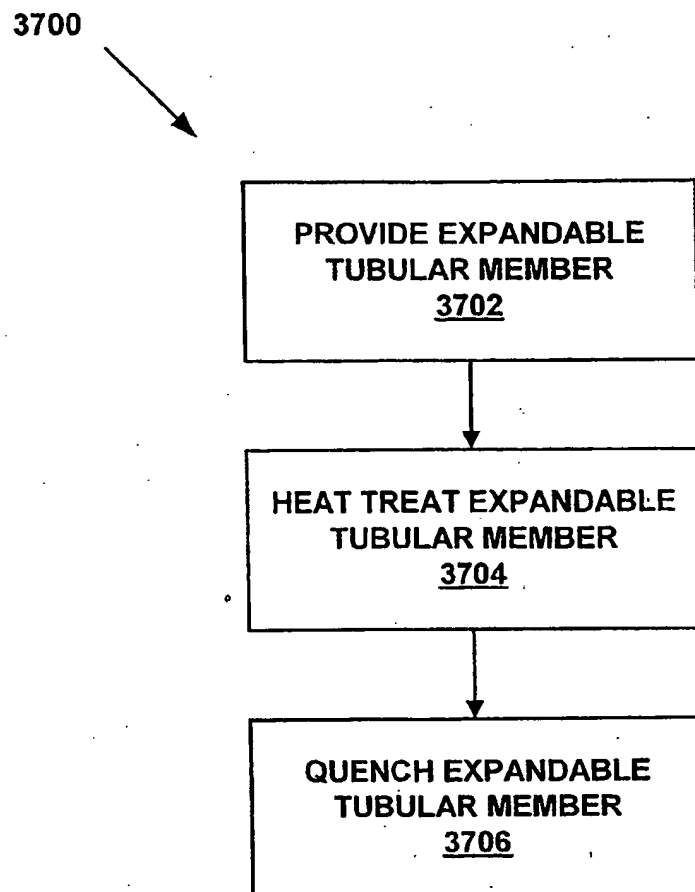 3700
PROVIDE EXPANDABLE
TUBULAR MEMBER
3702
HEAT TREAT EXPANDABLE
TUBULAR MEMBER
3704
QUENCH EXPANDABLE
TUBULAR MEMBER
3706